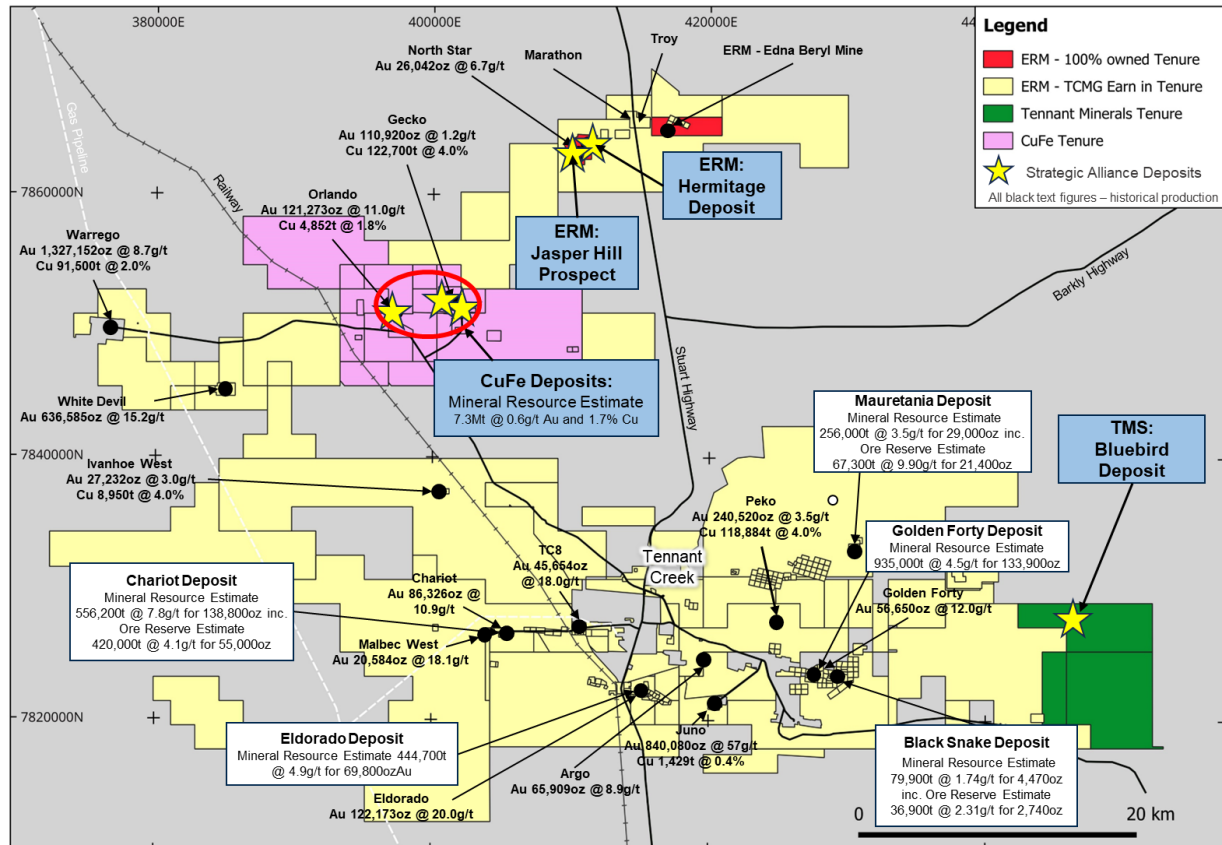 380000E
400000E
420000E
44
7860000N
7840000N
7820000N
Legend
ERM - 100% owned Tenure
ERM - TCMG Earn in Tenure
Tennant Minerals Tenure
CuFe Tenure
Strategic Alliance Deposits
All black text figures – historical production
Gas Pipeline
Railway
Stuart Highway
Barkly Highway
North Star
Au 26,042oz @ 6.7g/t
Marathon
Troy
ERM - Edna Beryl Mine
Gecko
Au 110,920oz @ 1.2g/t
Cu 122,700t @ 4.0%
ERM:
Hermitage
Deposit
ERM:
Jasper Hill
Prospect
Orlando
Au 121,273oz @ 11.0g/t
Cu 4,852t @ 1.8%
Warrego
Au 1,327,152oz @ 8.7g/t
Cu 91,500t @ 2.0%
CuFe Deposits:
Mineral Resource Estimate
7.3Mt @ 0.6g/t Au and 1.7% Cu
White Devil
Au 636,585oz @ 15.2g/t
Mauretania Deposit
Mineral Resource Estimate
256,000t @ 3.5g/t for 29,000oz inc.
Ore Reserve Estimate
67,300t @ 9.90g/t for 21,400oz
TMS:
Bluebird
Deposit
Ivanhoe West
Au 27,232oz @ 3.0g/t
Cu 8,950t @ 4.0%
Peko
Au 240,520oz @ 3.5g/t
Cu 118,884t @ 4.0%
Golden Forty Deposit
Mineral Resource Estimate
935,000t @ 4.5g/t for 133,900oz
Tennant
Creek
TC8
Au 45,654oz
@ 18.0g/t
Chariot Deposit
Mineral Resource Estimate
556,200t @ 7.8g/t for 138,800oz inc.
Ore Reserve Estimate
420,000t @ 4.1g/t for 55,000oz
Chariot
Au 86,326oz @
10.9g/t
Golden Forty
Au 56,650oz @ 12.0g/t
Malbec West
Au 20,584oz @ 18.1g/t
Eldorado Deposit
Mineral Resource Estimate 444,700t
@ 4.9g/t for 69,800ozAu
Juno
Au 840,080oz @ 57g/t
Cu 1,429t @ 0.4%
Black Snake Deposit
Mineral Resource Estimate
79,900t @ 1.74g/t for 4,470oz
inc. Ore Reserve Estimate
36,900t @ 2.31g/t for 2,740oz
Argo
Au 65,909oz @ 8.9g/t
Eldorado
Au 122,173oz @ 20.0g/t
0
20 km